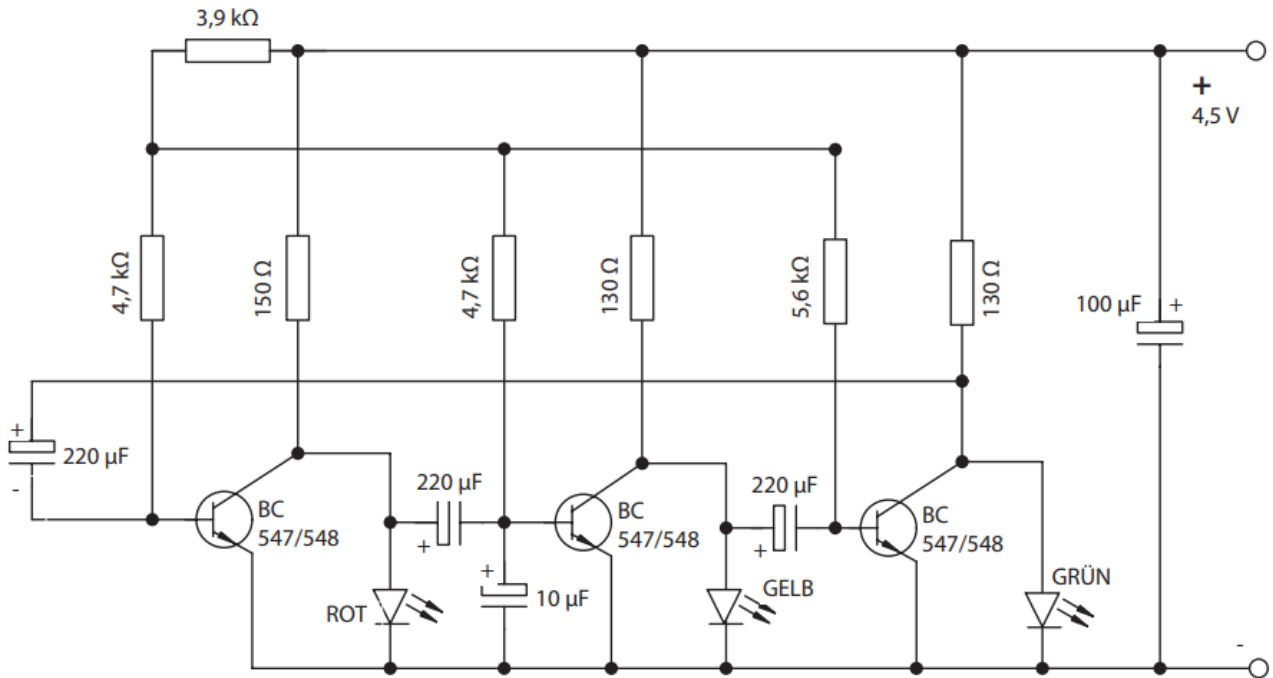 3,9 kΩ
+
4,5 V
4,7 kΩ
150 Ω
4,7 kΩ
130 Ω
5,6 kΩ
130 Ω
100 µF
+
+
220 µF
-
BC
547/548
220 µF
+
BC
547/548
220 µF
+
BC
547/548
ROT
+
10 µF
GELB
GRÜN
-